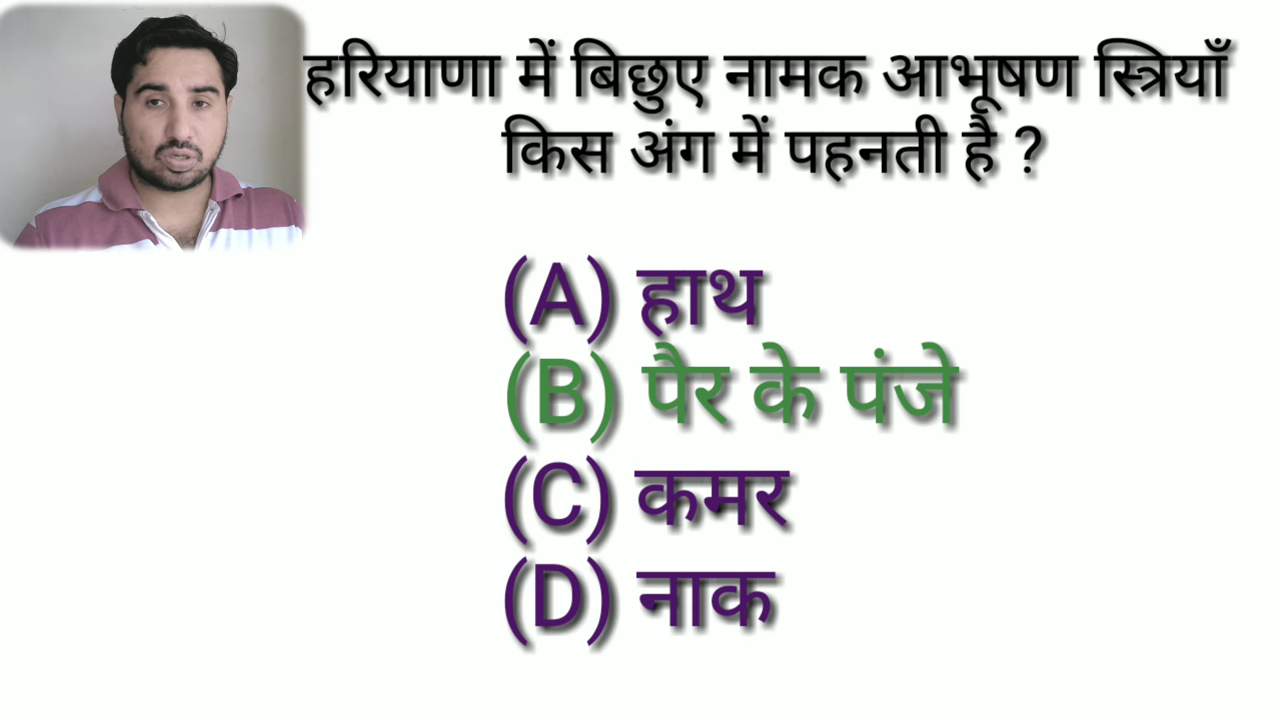 हरियाणा में बिछुए नामक आभूषण स्त्रियाँ
किस अंग में पहनती है ?
(A) हाथ
(B) पैर के पंजे
(C) कमर
(D) नाक